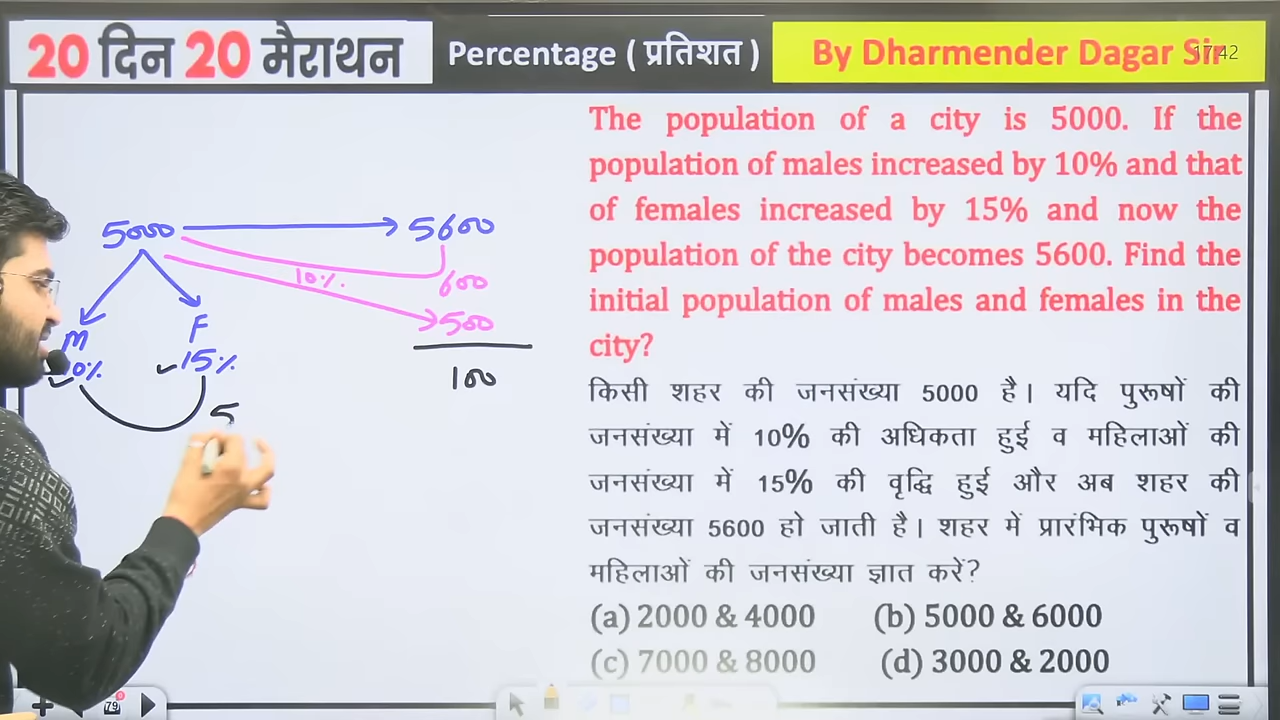 20 दिन 20 मैराथन
Percentage ( प्रतिशत )
By Dharmender Dagar Sir
17:42
The population of a city is 5000. If the
population of males increased by 10% and that
of females increased by 15% and now the
population of the city becomes 5600. Find the
initial population of males and females in the
city?
किसी शहर की जनसंख्या 5000 है। यदि पुरूषों की
जनसंख्या में 10% की अधिकता हुई व महिलाओं की
जनसंख्या में 15% की वृद्धि हुई और अब शहर की
जनसंख्या 5600 हो जाती है। शहर में प्रारंभिक पुरूषों व
महिलाओं की जनसंख्या ज्ञात करें?
(a) 2000 & 4000 (b) 5000 & 6000
(c) 7000 & 8000 (d) 3000 & 2000
5000 5600
10% 600
500
100
M F
15%
5
79